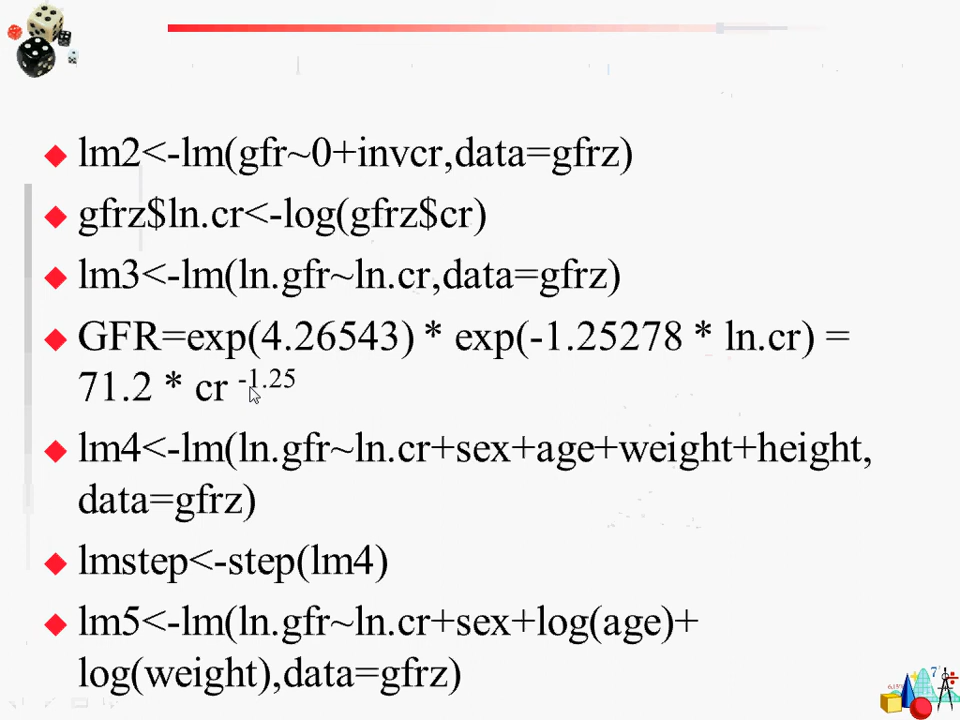 lm2<-lm(gfr~0+invcr,data=gfrz)
gfrz$ln.cr<-log(gfrz$cr)
lm3<-lm(ln.gfr~ln.cr,data=gfrz)
GFR=exp(4.26543) * exp(-1.25278 * ln.cr) =
71.2 * cr -1.25
lm4<-lm(ln.gfr~ln.cr+sex+age+weight+height,
data=gfrz)
lmstep<-step(lm4)
lm5<-lm(ln.gfr~ln.cr+sex+log(age)+
log(weight),data=gfrz)